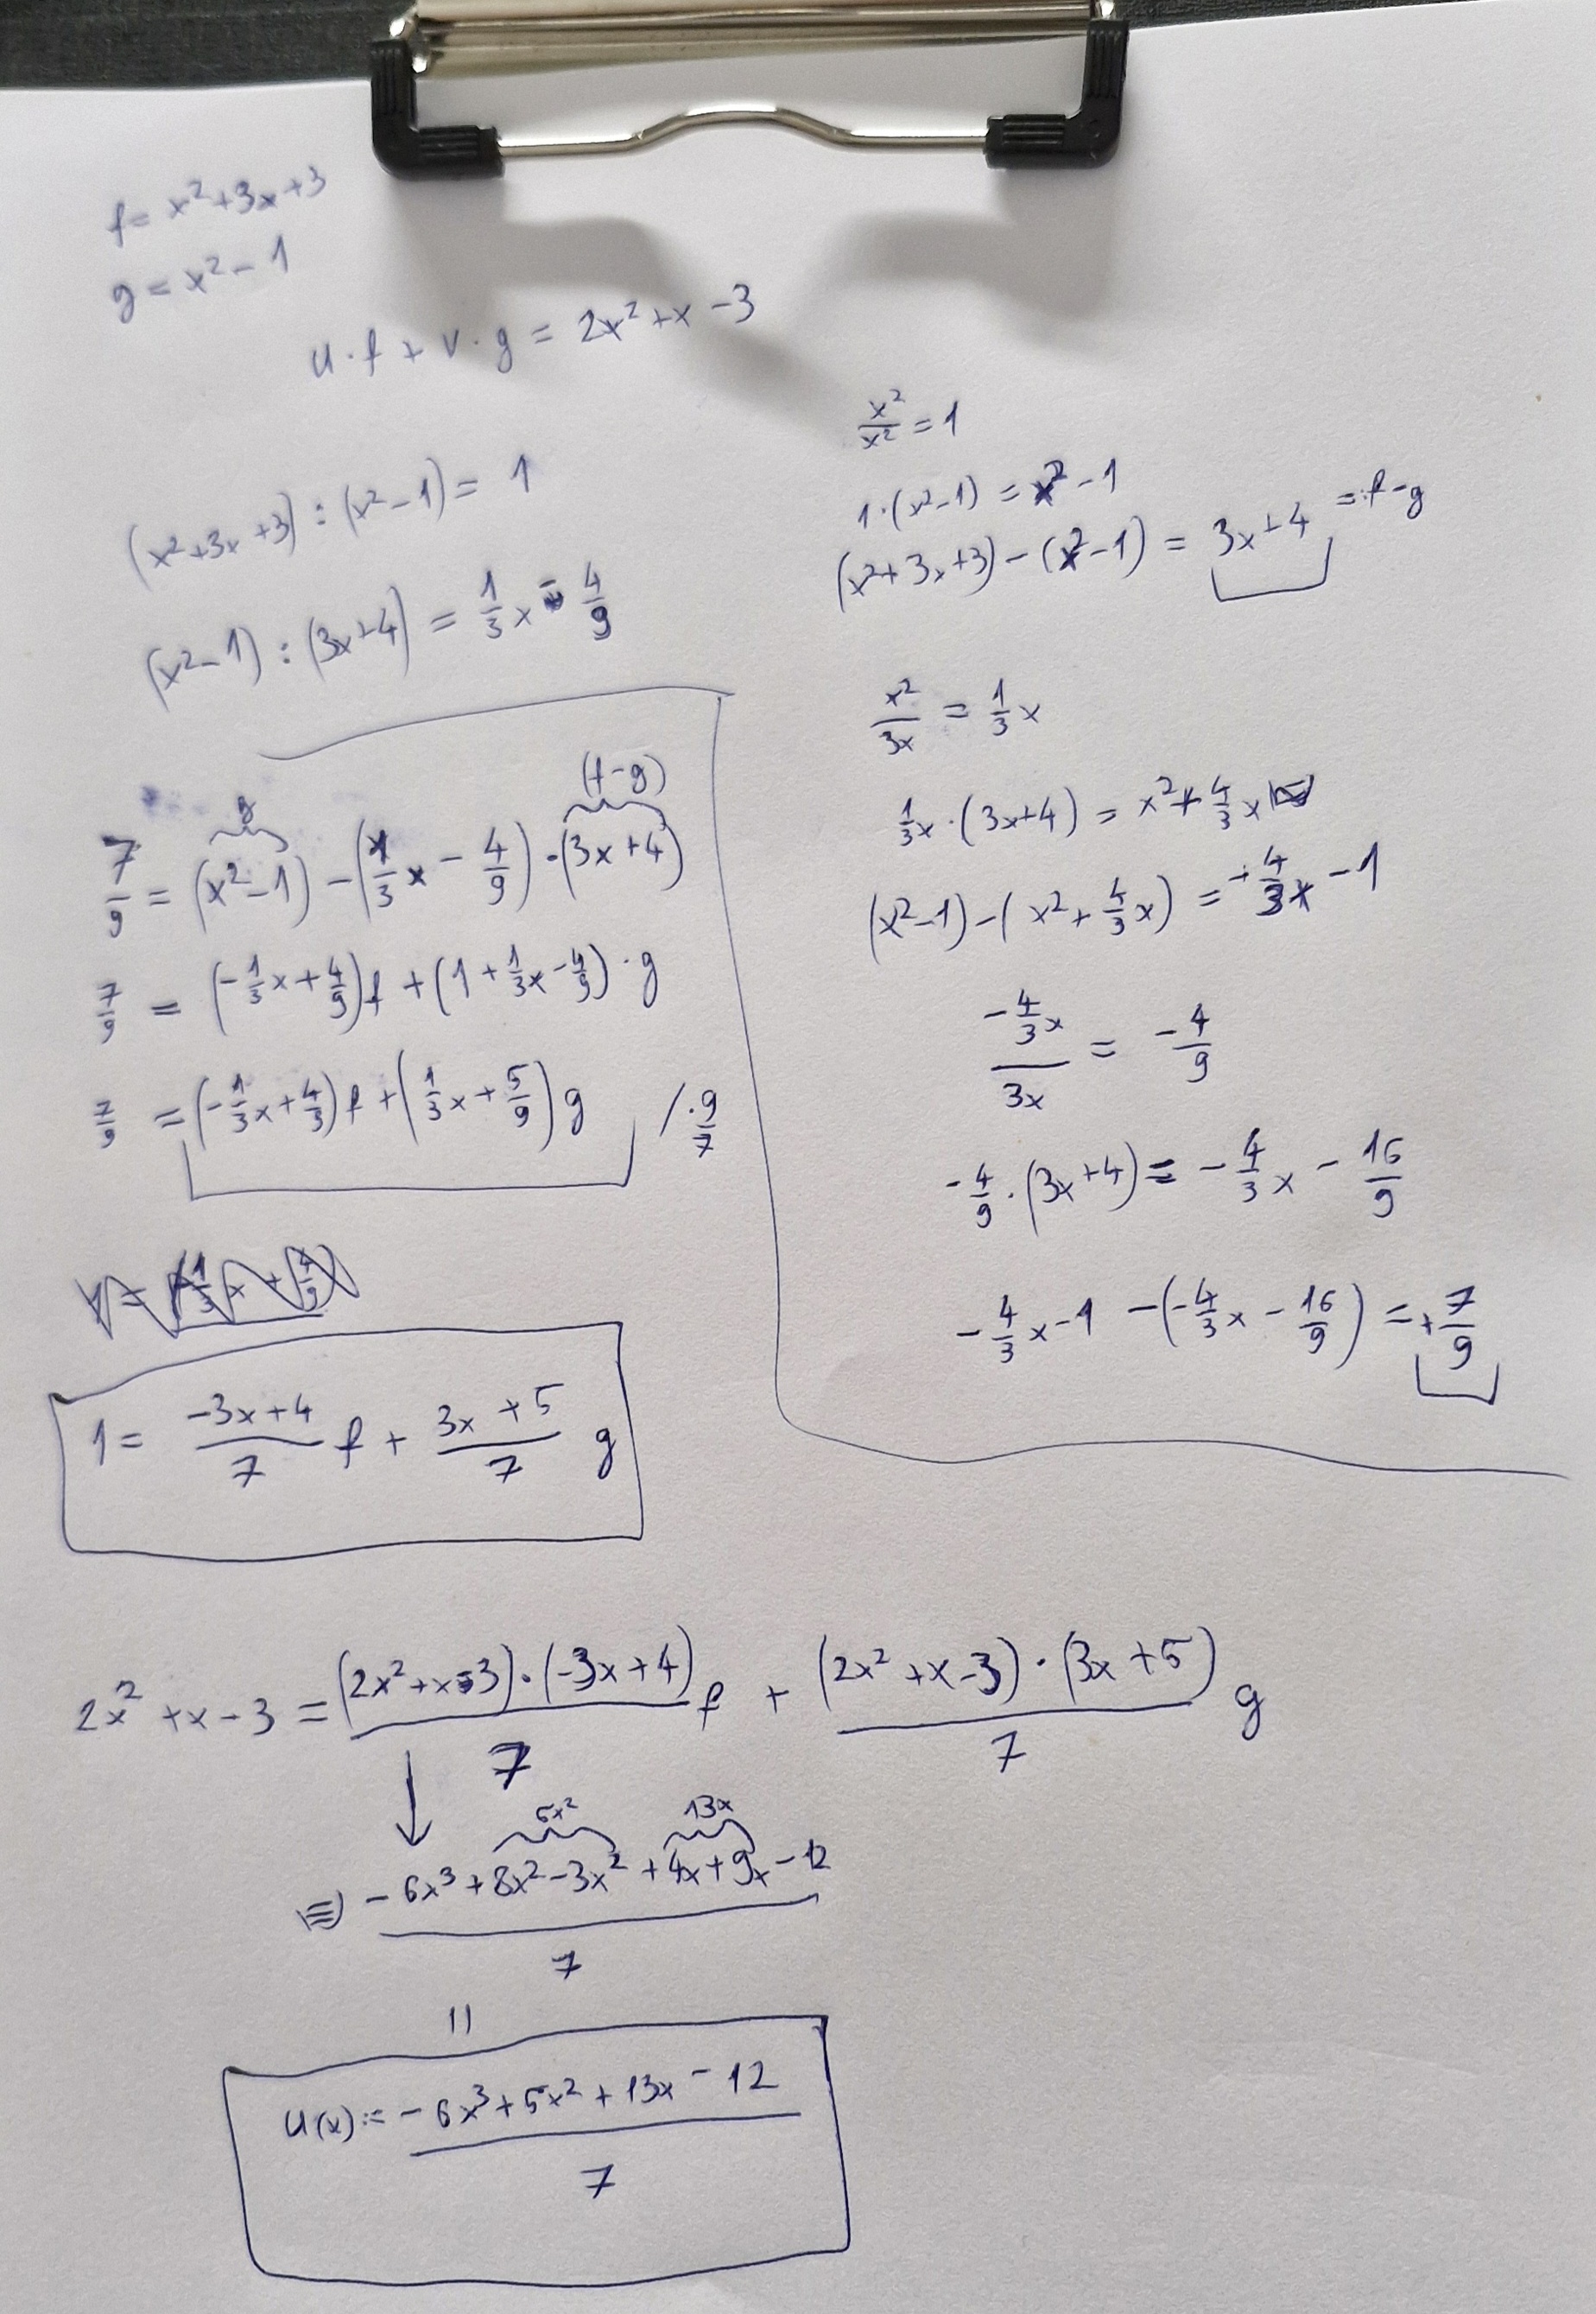 f = x²+3x+3
g = x² - 1
u · f + v · g = 2x² + x - 3
(x²+3x+3) : (x²-1) = 1
(x²-1) : (3x+4) = 1/3 x - 4/9
g
(f-g)
7/9 = (x²-1) - (1/3 x - 4/9) · (3x+4)
7/9 = (-1/3 x + 4/9) f + (1 + 1/3 x - 4/9) · g
7/9 = (-1/3 x + 4/3) f + (1/3 x + 5/9) g / · 9/7
1 = (-3x+4)/7 f + (3x+5)/7 g
x²/x² = 1
1·(x²-1) = x²-1
(x²+3x+3) - (x²-1) = 3x+4 = f-g
x²/3x = 1/3 x
1/3 x · (3x+4) = x² + 4/3 x
(x²-1) - (x² + 4/3 x) = -4/3 x - 1
(-4/3 x)/3x = -4/9
-4/9 · (3x+4) = -4/3 x - 16/9
-4/3 x - 1 - (-4/3 x - 16/9) = +7/9
2x² + x - 3 = (2x²+x-3)·(-3x+4)/7 f + (2x²+x-3)·(3x+5)/7 g
↓
5x² 13x
≡) (-6x³ + 8x² - 3x² + 4x + 9x - 12)/7
||
u(x) := (-6x³ + 5x² + 13x - 12)/7